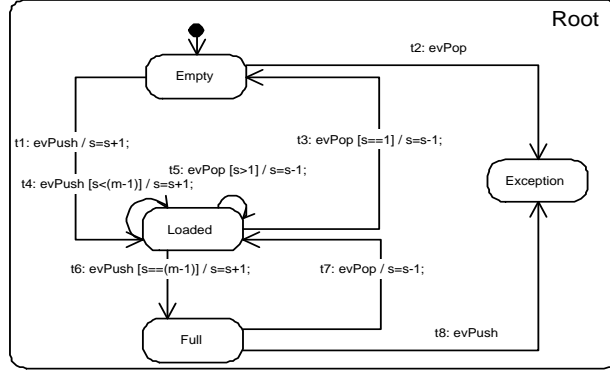 Root
t2: evPop
Empty
t1: evPush / s=s+1;
t3: evPop [s==1] / s=s-1;
t5: evPop [s>1] / s=s-1;
t4: evPush [s<(m-1)] / s=s+1;
Exception
Loaded
t6: evPush [s==(m-1)] / s=s+1;
t7: evPop / s=s-1;
Full
t8: evPush